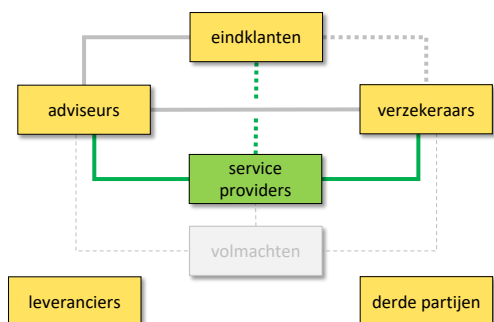 eindklanten
adviseurs
verzekeraars
service
providers
volmachten
leveranciers
derde partijen